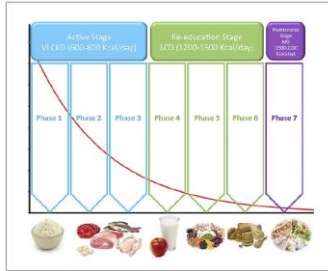 Active Stage
VLCKD (600-800 Kcal/day)
Re-education Stage
LCD (1200-1500 Kcal/day)
Maintenance
Stage
Phase 1
Phase 2
Phase 3
Phase 4
Phase 5
Phase 6
Phase 7